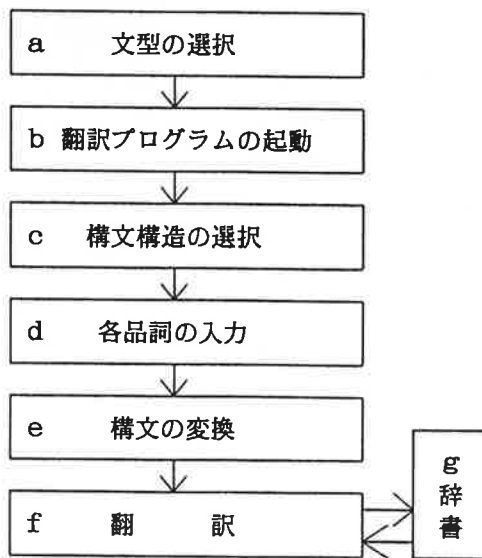 a 文型の選択
b 翻訳プログラムの起動
c 構文構造の選択
d 各品詞の入力
e 構文の変換
f 翻 訳
g
辞
書